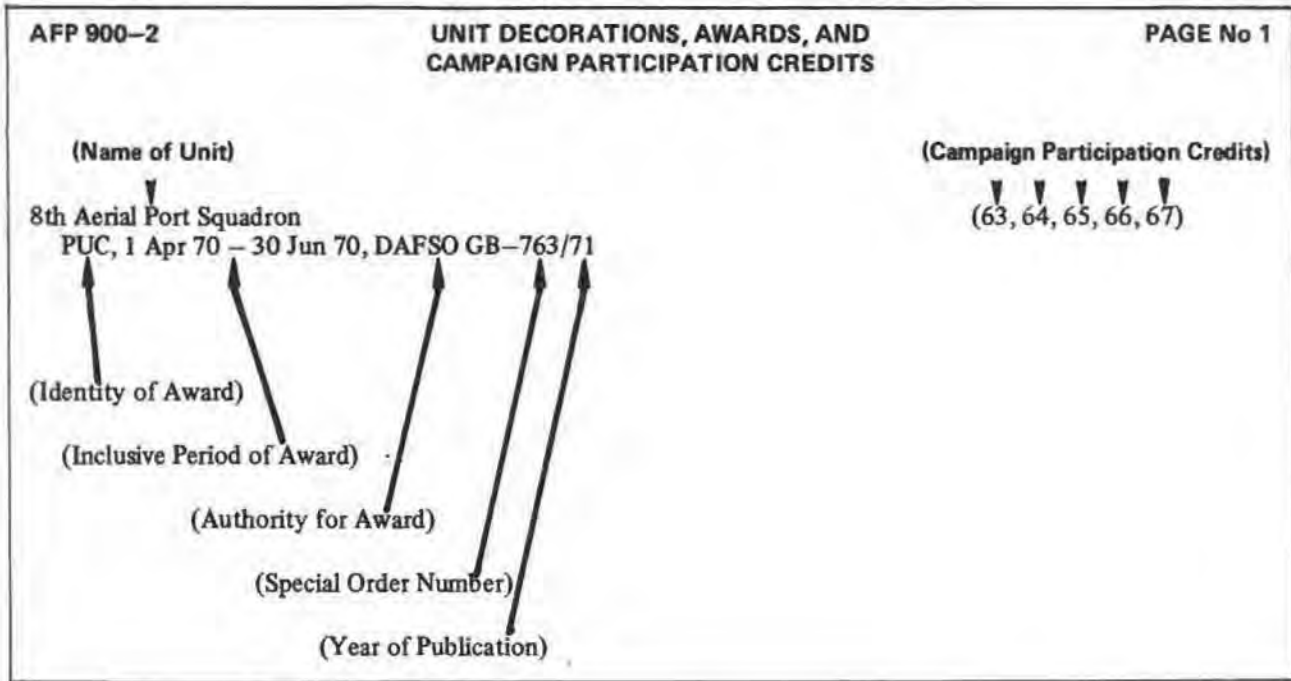 AFP 900–2 UNIT DECORATIONS, AWARDS, AND PAGE No 1
CAMPAIGN PARTICIPATION CREDITS
(Name of Unit) (Campaign Participation Credits)
8th Aerial Port Squadron (63, 64, 65, 66, 67)
PUC, 1 Apr 70 – 30 Jun 70, DAFSO GB–763/71
(Identity of Award)
(Inclusive Period of Award)
(Authority for Award)
(Special Order Number)
(Year of Publication)